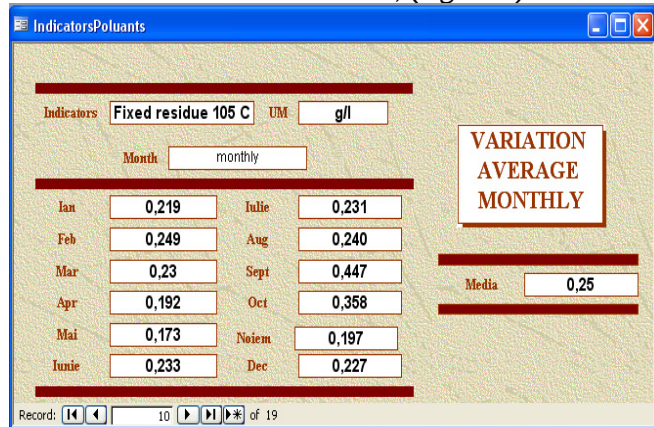 IndicatorsPoluants
Indicators Fixed residue 105 C UM g/l
Month monthly
VARIATION
AVERAGE
MONTHLY
Ian 0,219 Iulie 0,231
Feb 0,249 Aug 0,240
Mar 0,23 Sept 0,447
Media 0,25
Apr 0,192 Oct 0,358
Mai 0,173 Noiem 0,197
Iunie 0,233 Dec 0,227
Record: 10 of 19